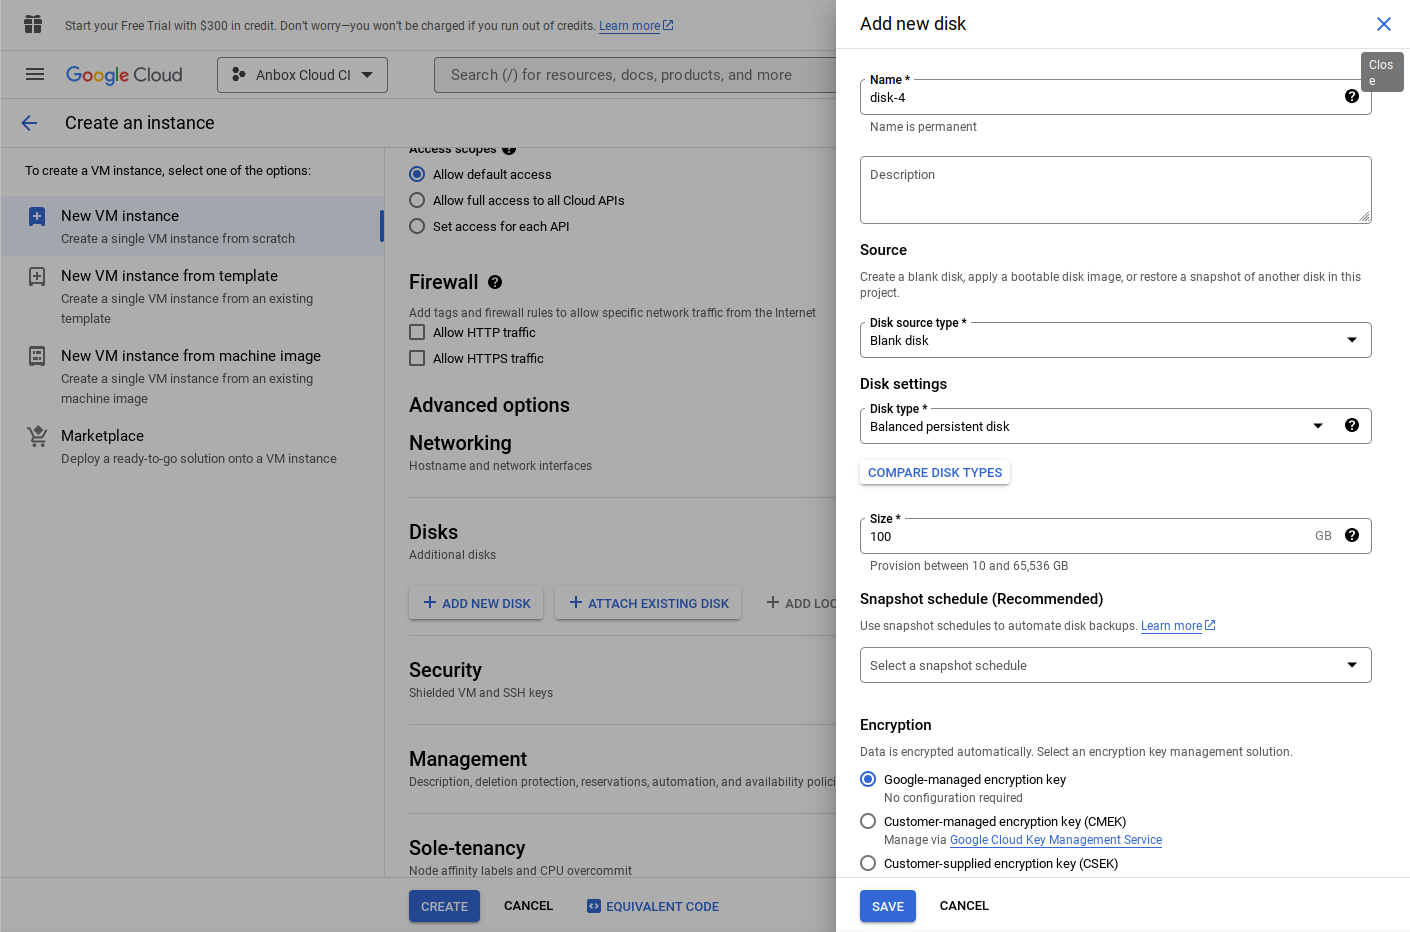 Start your Free Trial with $300 in credit. Don’t worry—you won’t be charged if you run out of credits. Learn more
Google Cloud
Anbox Cloud CI
Search (/) for resources, docs, products, and more
Create an instance
To create a VM instance, select one of the options:
New VM instance
Create a single VM instance from scratch
New VM instance from template
Create a single VM instance from an existing
template
New VM instance from machine image
Create a single VM instance from an existing
machine image
Marketplace
Deploy a ready-to-go solution onto a VM instance
Access scopes
Allow default access
Allow full access to all Cloud APIs
Set access for each API
Firewall
Add tags and firewall rules to allow specific network traffic from the Internet
Allow HTTP traffic
Allow HTTPS traffic
Advanced options
Networking
Hostname and network interfaces
Disks
Additional disks
ADD NEW DISK
ATTACH EXISTING DISK
ADD LOC
Security
Shielded VM and SSH keys
Management
Description, deletion protection, reservations, automation, and availability polici
Sole-tenancy
Node affinity labels and CPU overcommit
CREATE
CANCEL
EQUIVALENT CODE
Add new disk
Clos
e
Name *
disk-4
Name is permanent
Description
Source
Create a blank disk, apply a bootable disk image, or restore a snapshot of another disk in this
project.
Disk source type *
Blank disk
Disk settings
Disk type *
Balanced persistent disk
COMPARE DISK TYPES
Size *
100
GB
Provision between 10 and 65,536 GB
Snapshot schedule (Recommended)
Use snapshot schedules to automate disk backups. Learn more
Select a snapshot schedule
Encryption
Data is encrypted automatically. Select an encryption key management solution.
Google-managed encryption key
No configuration required
Customer-managed encryption key (CMEK)
Manage via Google Cloud Key Management Service
Customer-supplied encryption key (CSEK)
SAVE
CANCEL